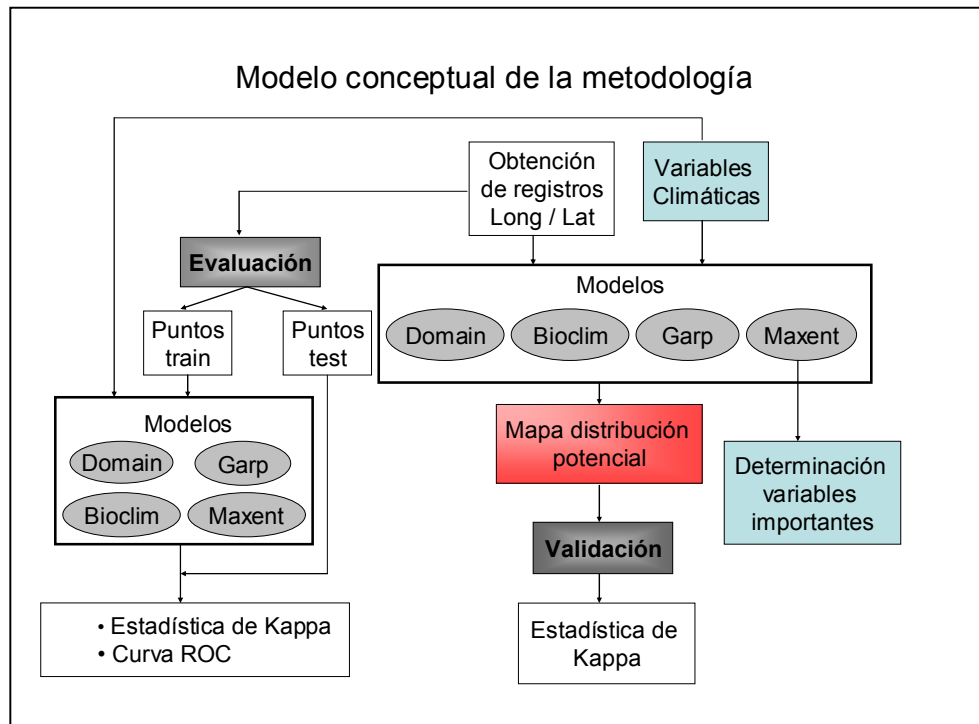 Modelo conceptual de la metodología
Obtención
de registros
Long / Lat
Variables
Climáticas
Evaluación
Puntos
train
Puntos
test
Modelos
Domain
Bioclim
Garp
Maxent
Modelos
Domain
Garp
Bioclim
Maxent
Mapa distribución
potencial
Determinación
variables
importantes
Validación
• Estadística de Kappa
• Curva ROC
Estadística de
Kappa